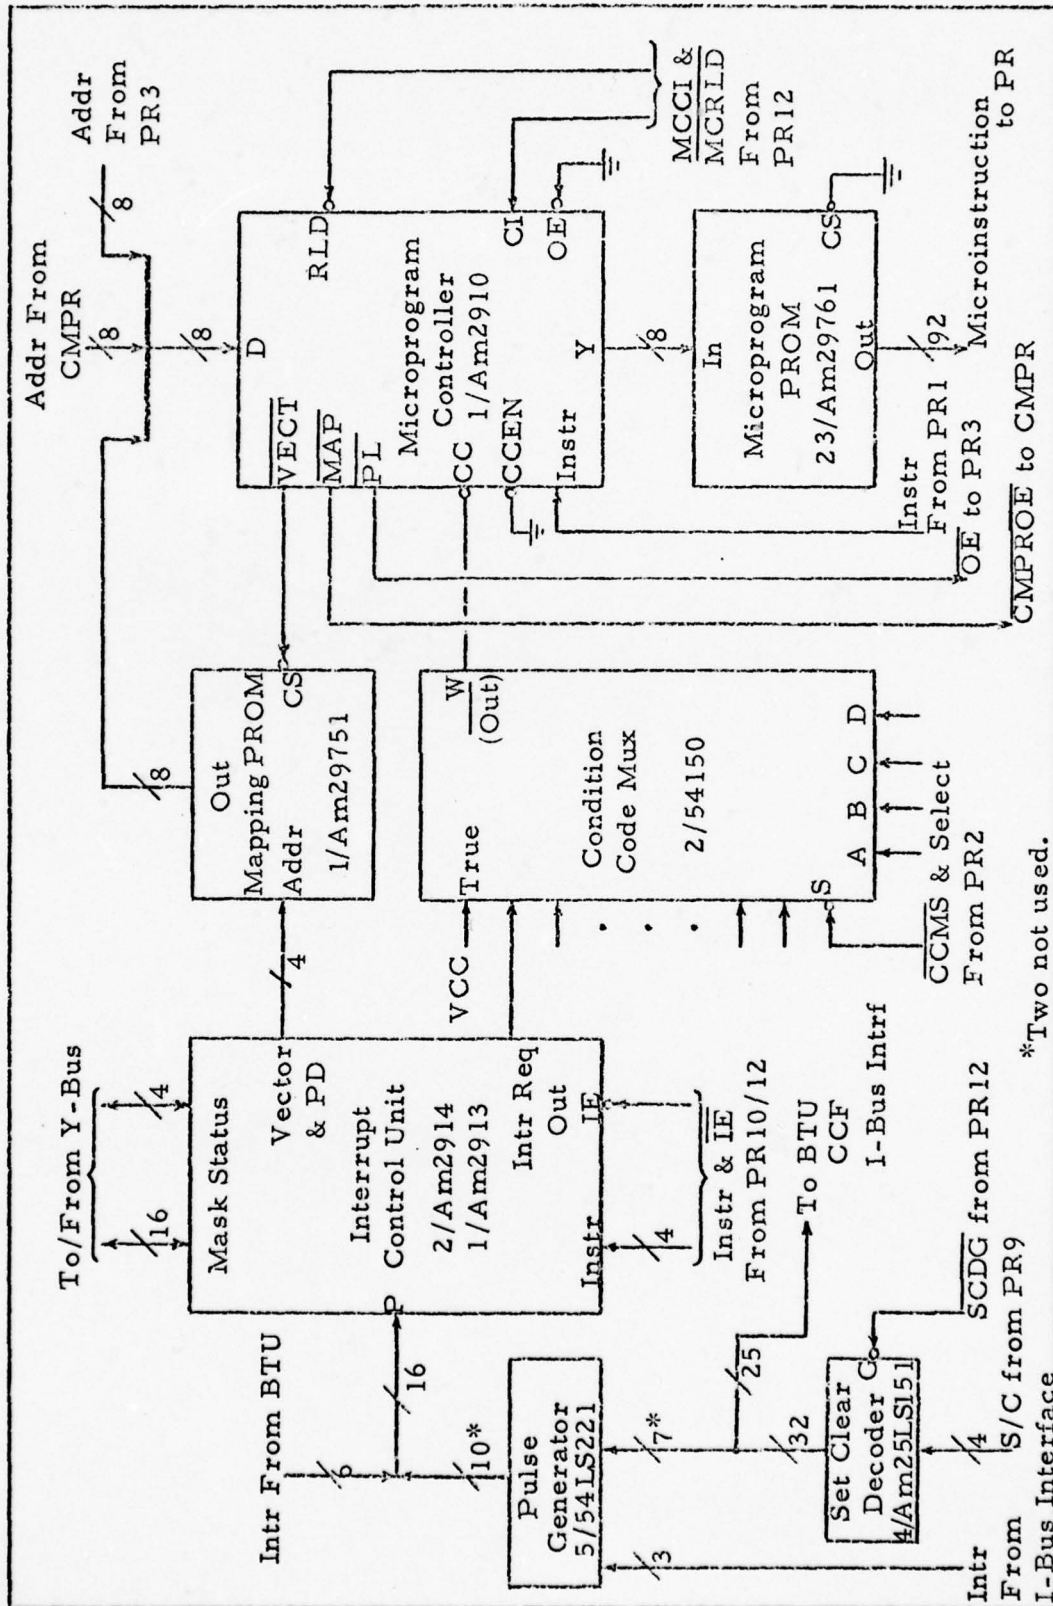 Addr From
CMPR
Addr
From
PR3
8
8
8
8
D
VECT
MAP
PL
RLD
Microprogram
Controller
1/Am2910
CC
CCEN
Instr
CI
OE
Y
MCCI &
MCRLD
From
PR12
8
In
Microprogram
PROM
23/Am29761
Out
CS
92
Microinstruction
to PR
Instr
From PR1
OE to PR3
CMPROE to CMPR
Out
Mapping PROM
Addr
CS
1/Am29751
4
VCC
True
W
(Out)
Condition
Code Mux
2/54150
S
A B C D
CCMS & Select
From PR2
To/From Y-Bus
16
4
Mask Status
Vector
& PD
Interrupt
Control Unit
2/Am2914
1/Am2913
Intr Req
Out
P
Instr
IE
4
Instr & IE
From PR10/12
Intr From BTU
6
16
10*
Pulse
Generator
5/54LS221
3
7*
25
To BTU
CCF
I-Bus Intrf
32
Set Clear
Decoder G
4/Am25LS151
4
SCDG from PR12
S/C from PR9
Intr
From
I-Bus Interface
*Two not used.